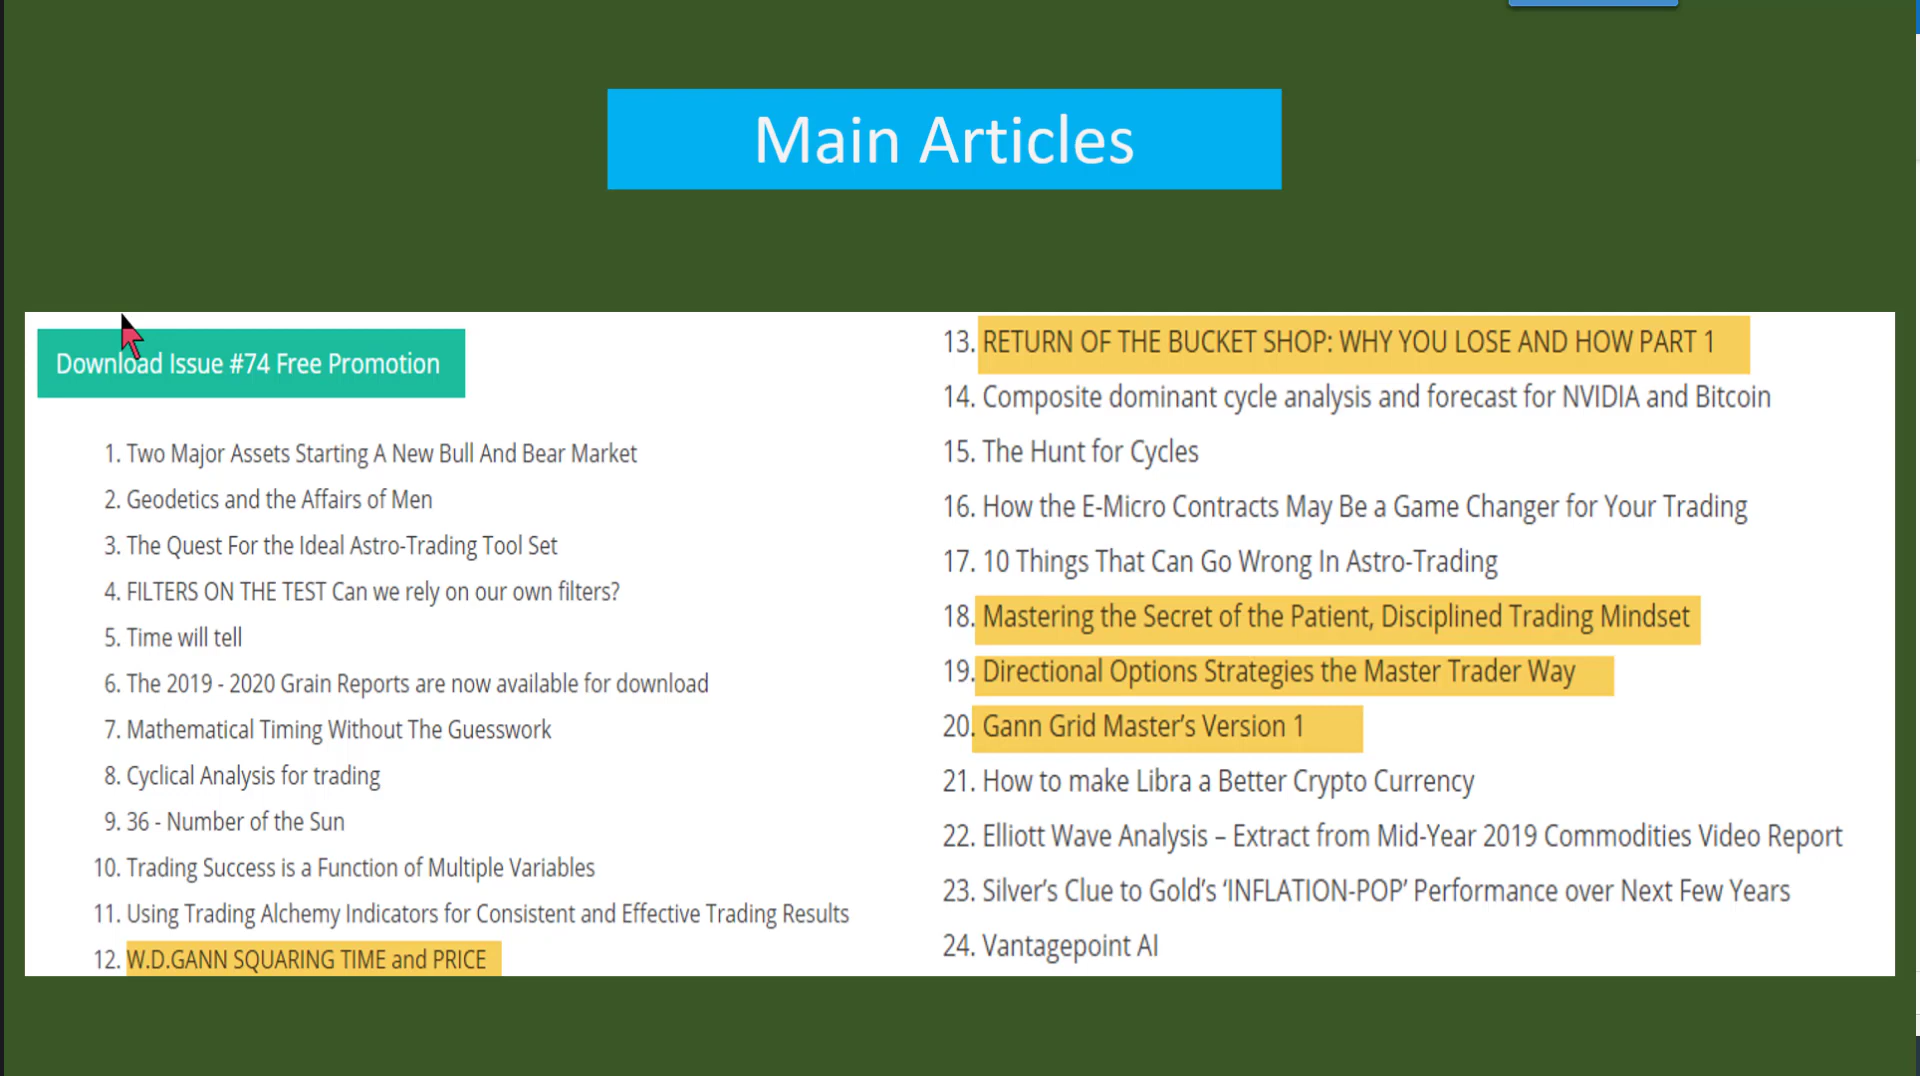 Main Articles
Download Issue #74 Free Promotion
1. Two Major Assets Starting A New Bull And Bear Market
2. Geodetics and the Affairs of Men
3. The Quest For the Ideal Astro-Trading Tool Set
4. FILTERS ON THE TEST Can we rely on our own filters?
5. Time will tell
6. The 2019 - 2020 Grain Reports are now available for download
7. Mathematical Timing Without The Guesswork
8. Cyclical Analysis for trading
9. 36 - Number of the Sun
10. Trading Success is a Function of Multiple Variables
11. Using Trading Alchemy Indicators for Consistent and Effective Trading Results
12. W.D.GANN SQUARING TIME and PRICE
13. RETURN OF THE BUCKET SHOP: WHY YOU LOSE AND HOW PART 1
14. Composite dominant cycle analysis and forecast for NVIDIA and Bitcoin
15. The Hunt for Cycles
16. How the E-Micro Contracts May Be a Game Changer for Your Trading
17. 10 Things That Can Go Wrong In Astro-Trading
18. Mastering the Secret of the Patient, Disciplined Trading Mindset
19. Directional Options Strategies the Master Trader Way
20. Gann Grid Master’s Version 1
21. How to make Libra a Better Crypto Currency
22. Elliott Wave Analysis – Extract from Mid-Year 2019 Commodities Video Report
23. Silver’s Clue to Gold’s ‘INFLATION-POP’ Performance over Next Few Years
24. Vantagepoint AI